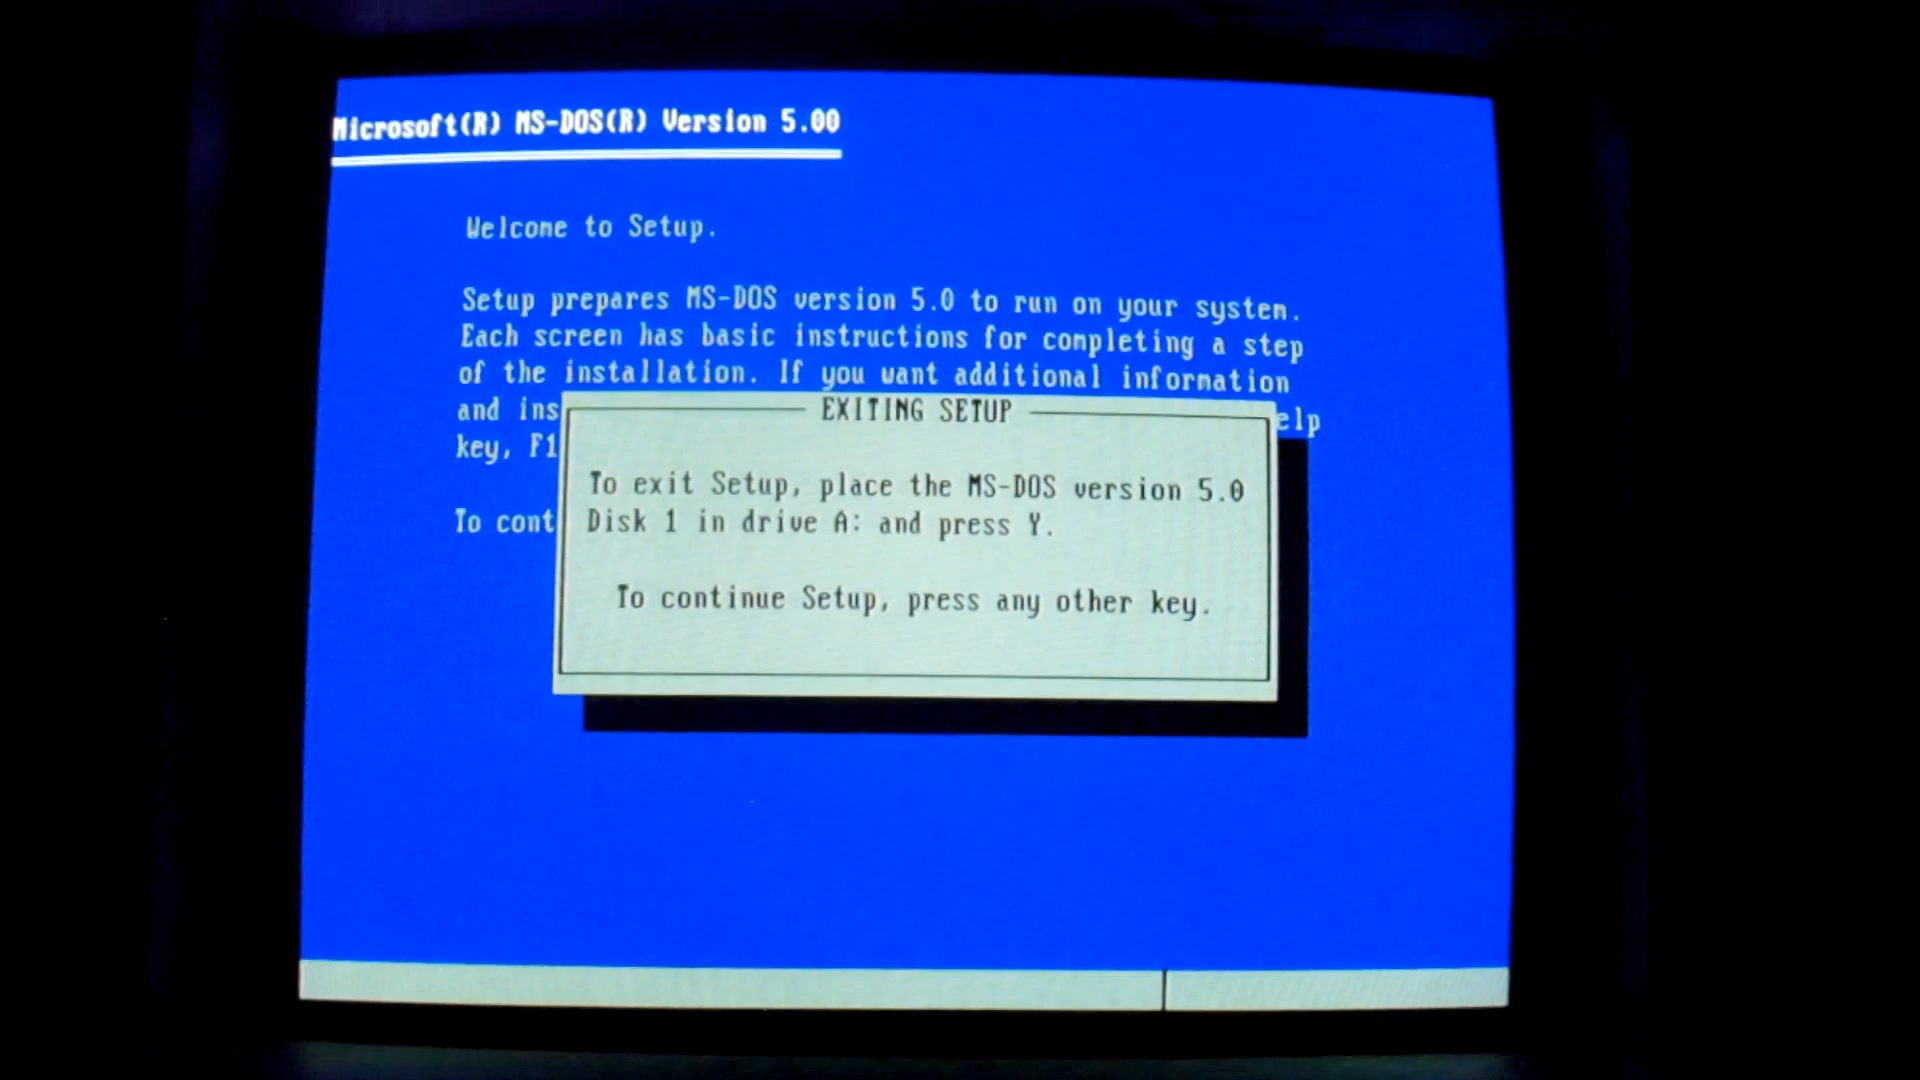 Microsoft(R) MS-DOS(R) Version 5.00
Welcome to Setup.
Setup prepares MS-DOS version 5.0 to run on your system.
Each screen has basic instructions for completing a step
of the installation. If you want additional information
and ins
elp
key, F1
To cont
EXITING SETUP
To exit Setup, place the MS-DOS version 5.0
Disk 1 in drive A: and press Y.
To continue Setup, press any other key.